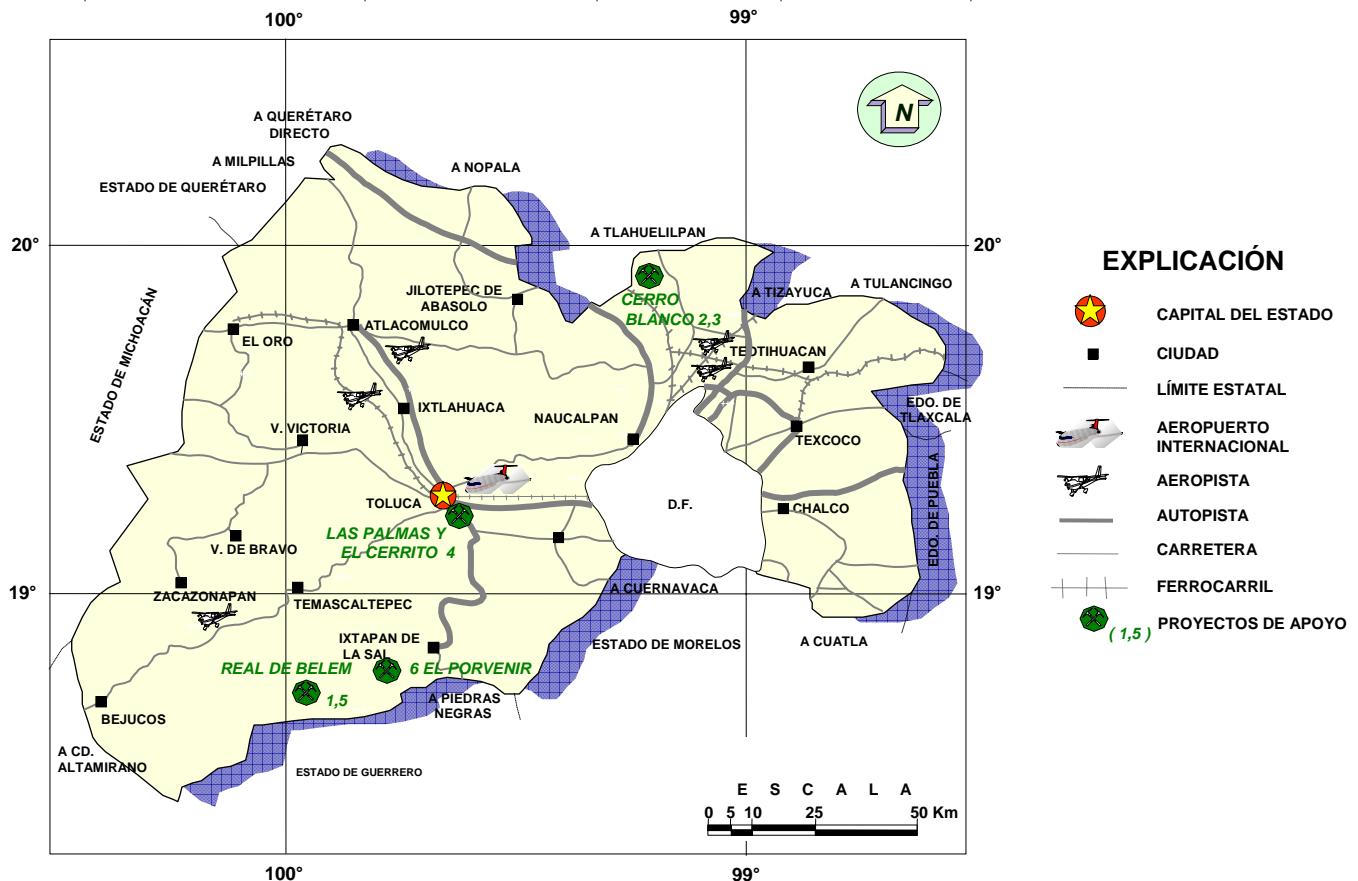 100°
99°
N
A QUERÉTARO
DIRECTO
A MILPILLAS
A NOPALA
ESTADO DE QUERÉTARO
A TLAHUELILPAN
20°
20°
EXPLICACIÓN
JILOTEPEC DE
ABASOLO
A TIZAYUCA
A TULANCINGO
CERRO
BLANCO 2,3
CAPITAL DEL ESTADO
ATLACOMULCO
EL ORO
TEOTIHUACAN
CIUDAD
ESTADO DE MICHOACÁN
LÍMITE ESTATAL
IXTLAHUACA
NAUCALPAN
EDO. DE
TLAXCALA
V. VICTORIA
TEXCOCO
AEROPUERTO
INTERNACIONAL
AEROPISTA
TOLUCA
D.F.
CHALCO
AUTOPISTA
LAS PALMAS Y
EL CERRITO 4
EDO. DE PUEBLA
V. DE BRAVO
CARRETERA
19°
ZACAZONAPAN
TEMASCALTEPEC
A CUERNAVACA
19°
FERROCARRIL
( 1,5 )
PROYECTOS DE APOYO
IXTAPAN DE
LA SAL
ESTADO DE MORELOS
A CUATLA
REAL DE BELEM
6 EL PORVENIR
1,5
A PIEDRAS
NEGRAS
BEJUCOS
A CD.
ALTAMIRANO
ESTADO DE GUERRERO
E S C A L A
0 5 10 25 50 Km
100°
99°